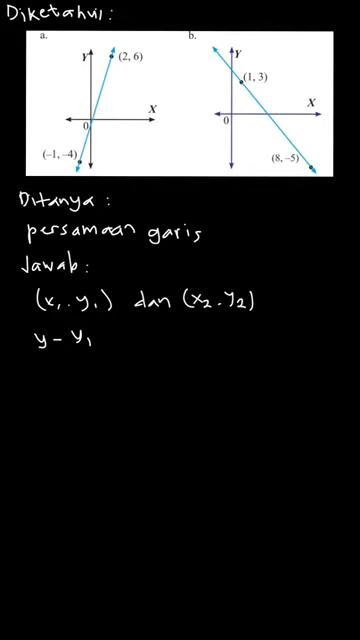 Diketahui:
a.
b.
Y
(2, 6)
X
0
(–1, –4)
Y
(1, 3)
X
0
(8, –5)
Ditanya:
persamaan garis
Jawab:
(x₁. y₁) dan (x₂. y₂)
y – y₁